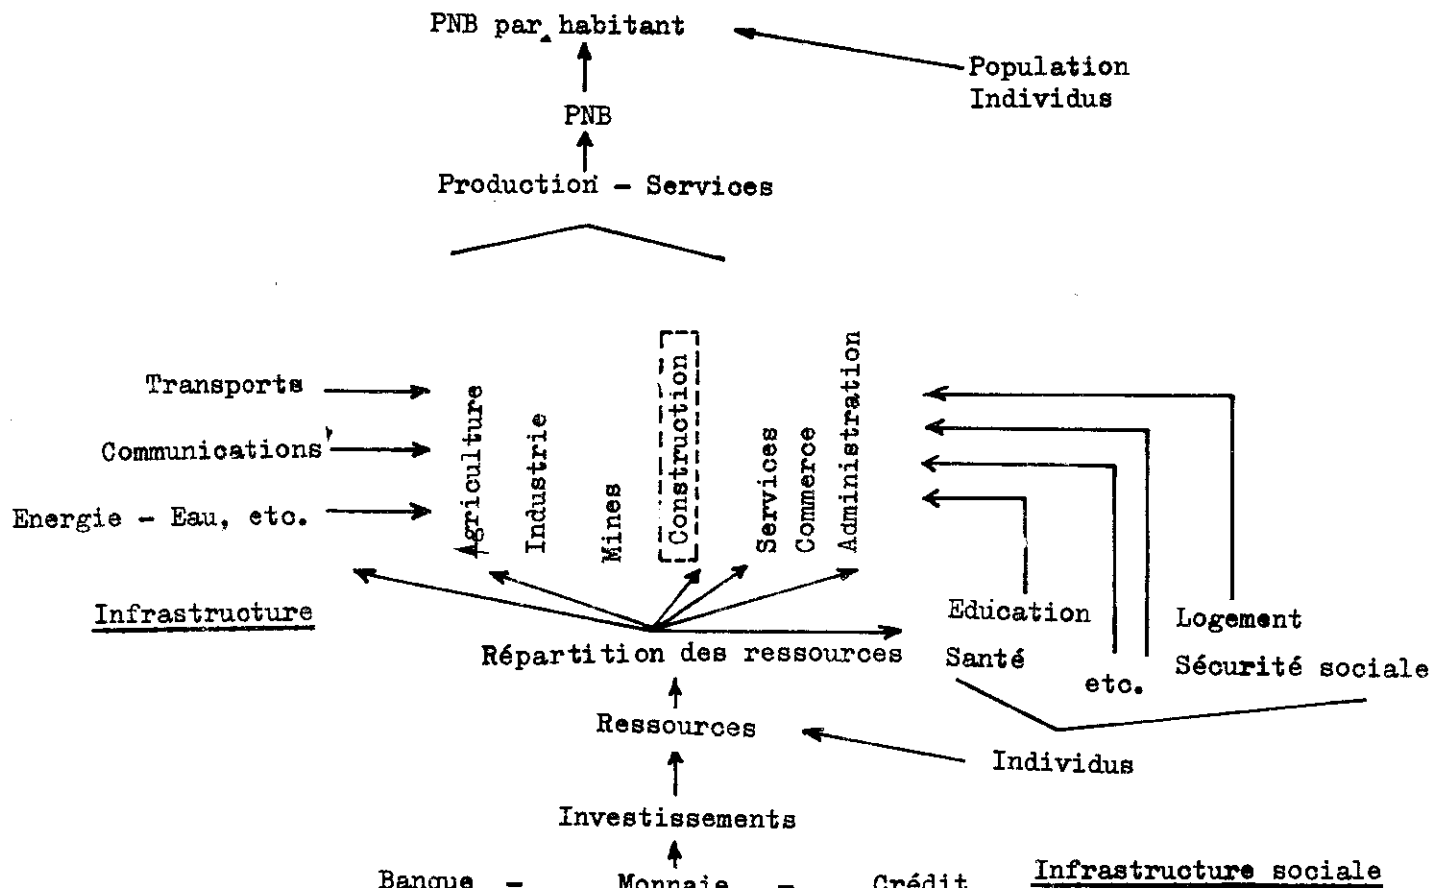 PNB par habitant
Population
Individus
PNB
Production - Services
Transports
Communications
Energie - Eau, etc.
Infrastructure
Agriculture
Industrie
Mines
Construction
Services
Commerce
Administration
Education
Santé
etc.
Logement
Sécurité sociale
Répartition des ressources
Ressources
Individus
Investissements
Banque - Monnaie - Crédit
Infrastructure sociale